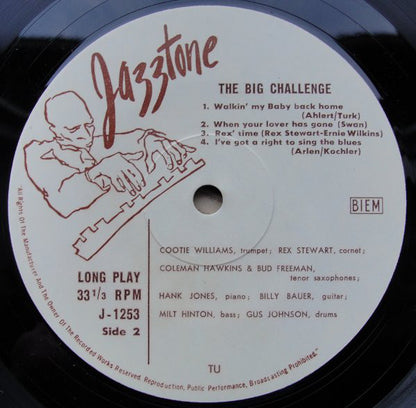 Jazztone
THE BIG CHALLENGE
1. Walkin' my Baby back home
(Ahlert/Turk)
2. When your lover has gone (Swan)
3. Rex' time (Rex Stewart-Ernie Wilkins)
4. I've got a right to sing the blues
(Arlen/Kochler)
BIEM
COOTIE WILLIAMS, trumpet; REX STEWART, cornet;
COLEMAN HAWKINS & BUD FREEMAN,
tenor saxophones;
HANK JONES, piano; BILLY BAUER, guitar;
MILT HINTON, bass; GUS JOHNSON, drums
LONG PLAY
33 1/3 RPM
J-1253
Side 2
TU
"All Rights Of The Manufacturer And The Owner Of The Recorded Works Reserved. Reproduction, Public Performance, Broadcasting Prohibited."